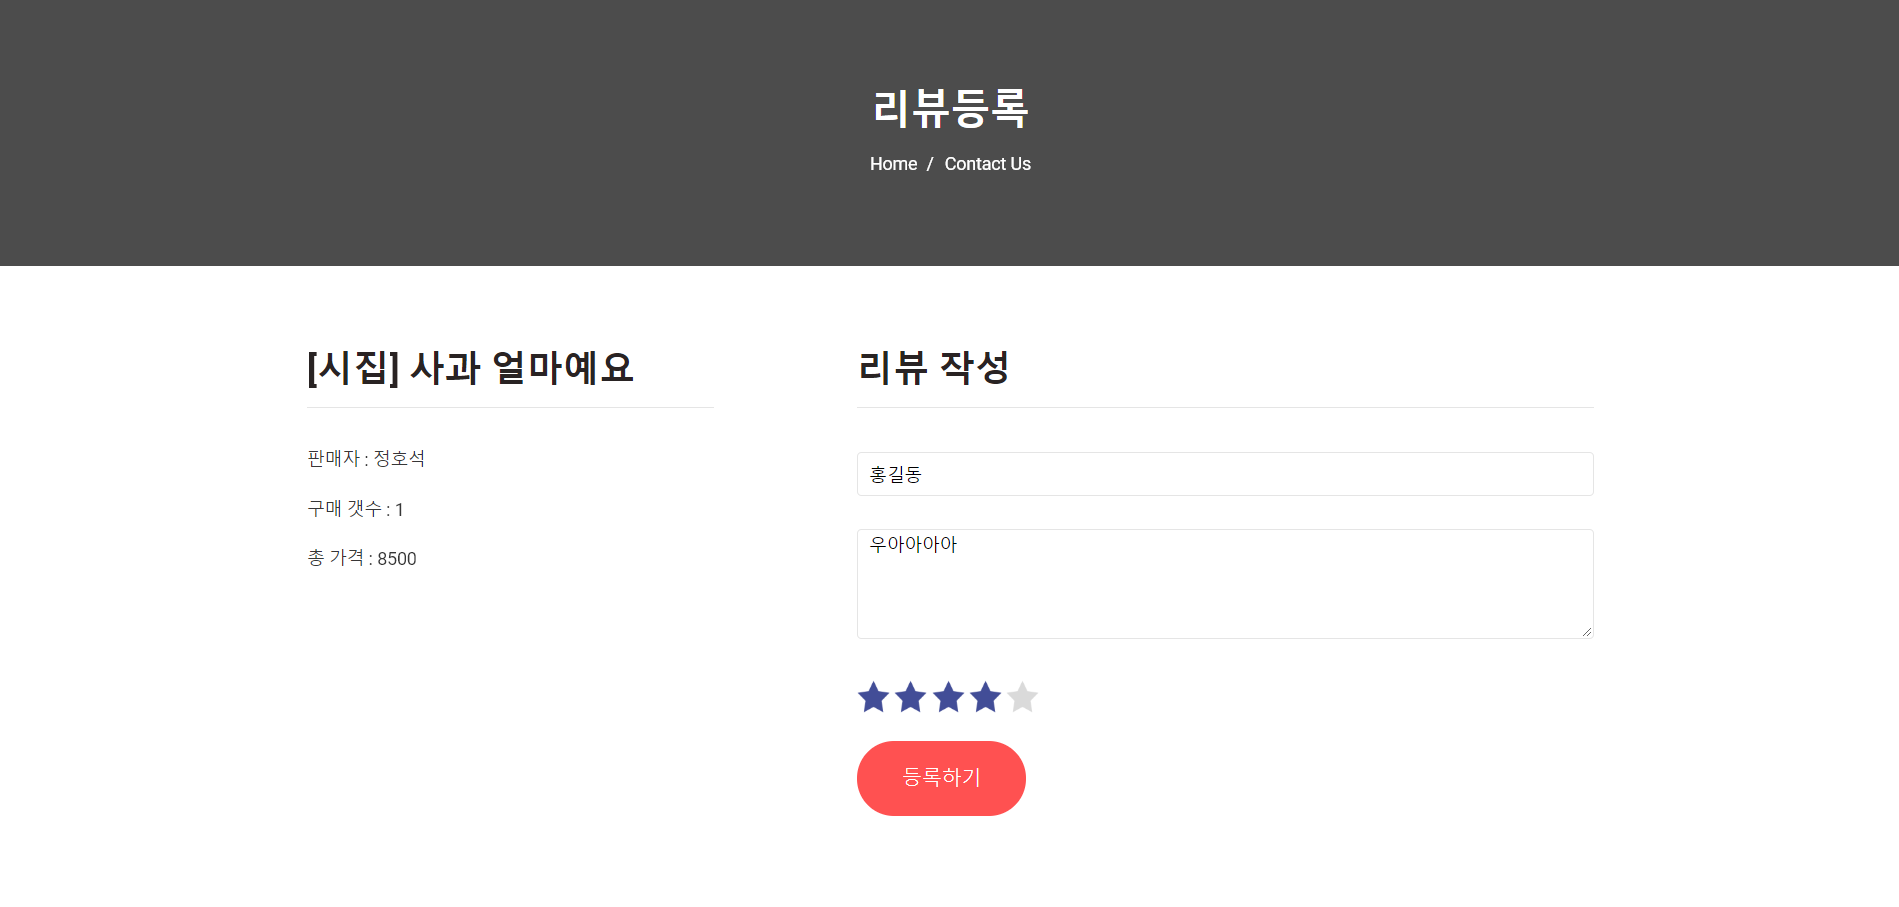 리뷰등록
Home / Contact Us
[시집] 사과 얼마예요
판매자 : 정호석
구매 갯수 : 1
총 가격 : 8500
리뷰 작성
홍길동
우아아아아
등록하기